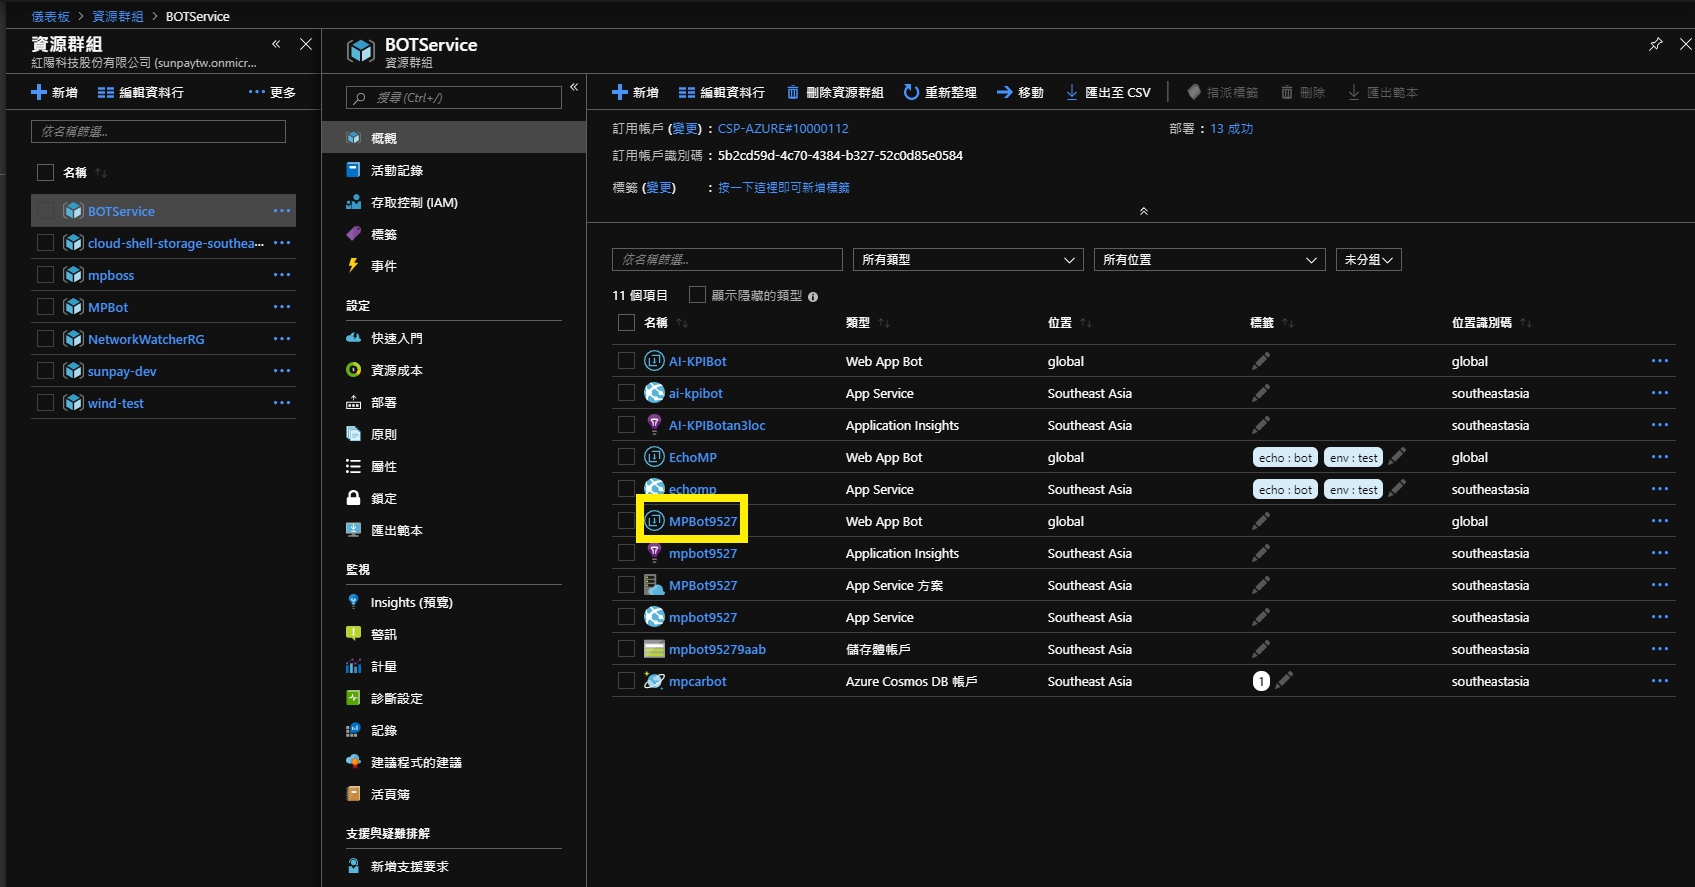 儀表板 > 資源群組 > BOTService
資源群組
紅陽科技股份有限公司 (sunpaytw.onmicr...
新增 編輯資料行 更多
依名稱篩選...
名稱
BOTService
cloud-shell-storage-southea...
mpboss
MPBot
NetworkWatcherRG
sunpay-dev
wind-test
BOTService
資源群組
搜尋 (Ctrl+/)
概觀
活動記錄
存取控制 (IAM)
標籤
事件
設定
快速入門
資源成本
部署
原則
屬性
鎖定
匯出範本
監視
Insights (預覽)
警訊
計量
診斷設定
記錄
建議程式的建議
活頁簿
支援與疑難排解
新增支援要求
新增 編輯資料行 刪除資源群組 重新整理 移動 匯出至 CSV 指派標籤 刪除 匯出範本
訂用帳戶 (變更) : CSP-AZURE#10000112 部署 : 13 成功
訂用帳戶識別碼 : 5b2cd59d-4c70-4384-b327-52c0d85e0584
標籤 (變更) : 按一下這裡即可新增標籤
依名稱篩選... 所有類型 所有位置 未分組
11 個項目 顯示隱藏的類型
名稱 類型 位置 標籤 位置識別碼
AI-KPIBot Web App Bot global global
ai-kpibot App Service Southeast Asia southeastasia
AI-KPIBotan3loc Application Insights Southeast Asia southeastasia
EchoMP Web App Bot global echo : bot env : test global
echomp App Service Southeast Asia echo : bot env : test southeastasia
MPBot9527 Web App Bot global global
mpbot9527 Application Insights Southeast Asia southeastasia
MPBot9527 App Service 方案 Southeast Asia southeastasia
mpbot9527 App Service Southeast Asia southeastasia
mpbot95279aab 儲存體帳戶 Southeast Asia southeastasia
mpcarbot Azure Cosmos DB 帳戶 Southeast Asia 1 southeastasia